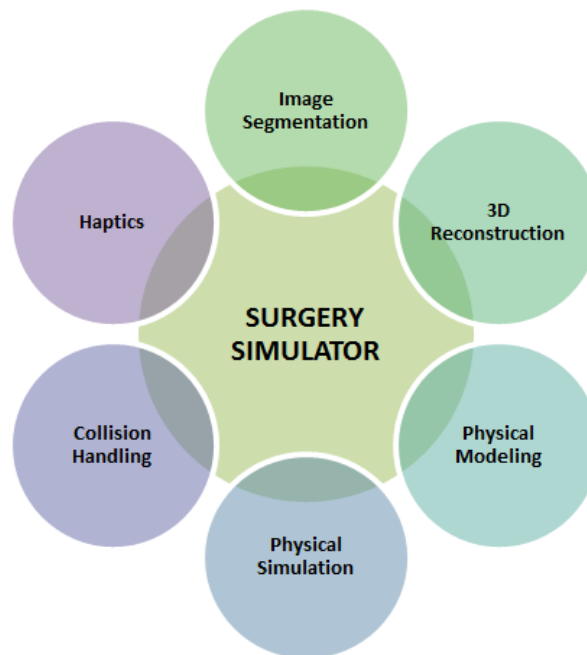 Image
Segmentation
Haptics
3D
Reconstruction
SURGERY
SIMULATOR
Collision
Handling
Physical
Modeling
Physical
Simulation